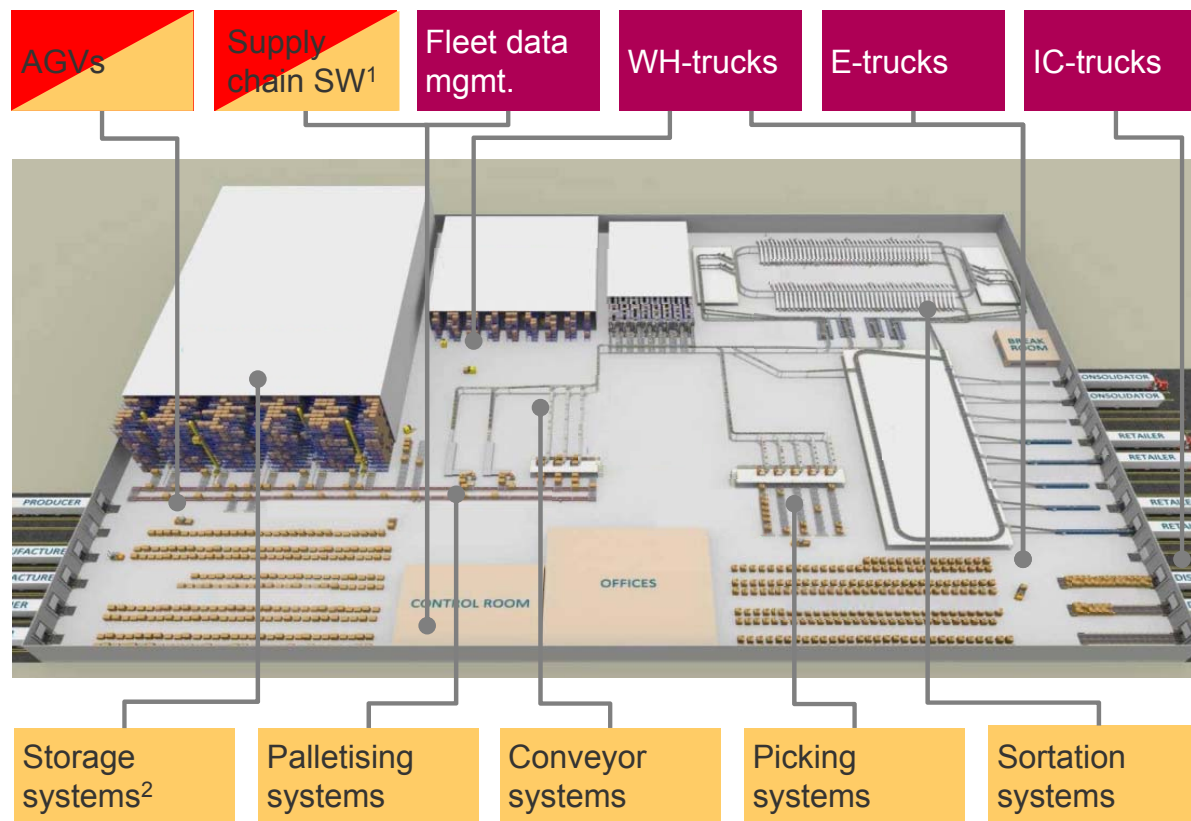 AGVs
Supply
chain SW1
Fleet data
mgmt.
WH-trucks
E-trucks
IC-trucks
BREAK
ROOM
CONSOLIDATOR
CONSOLIDATOR
RETAILER
RETAILER
PRODUCER
OFFICES
CONTROL ROOM
Storage
systems2
Palletising
systems
Conveyor
systems
Picking
systems
Sortation
systems